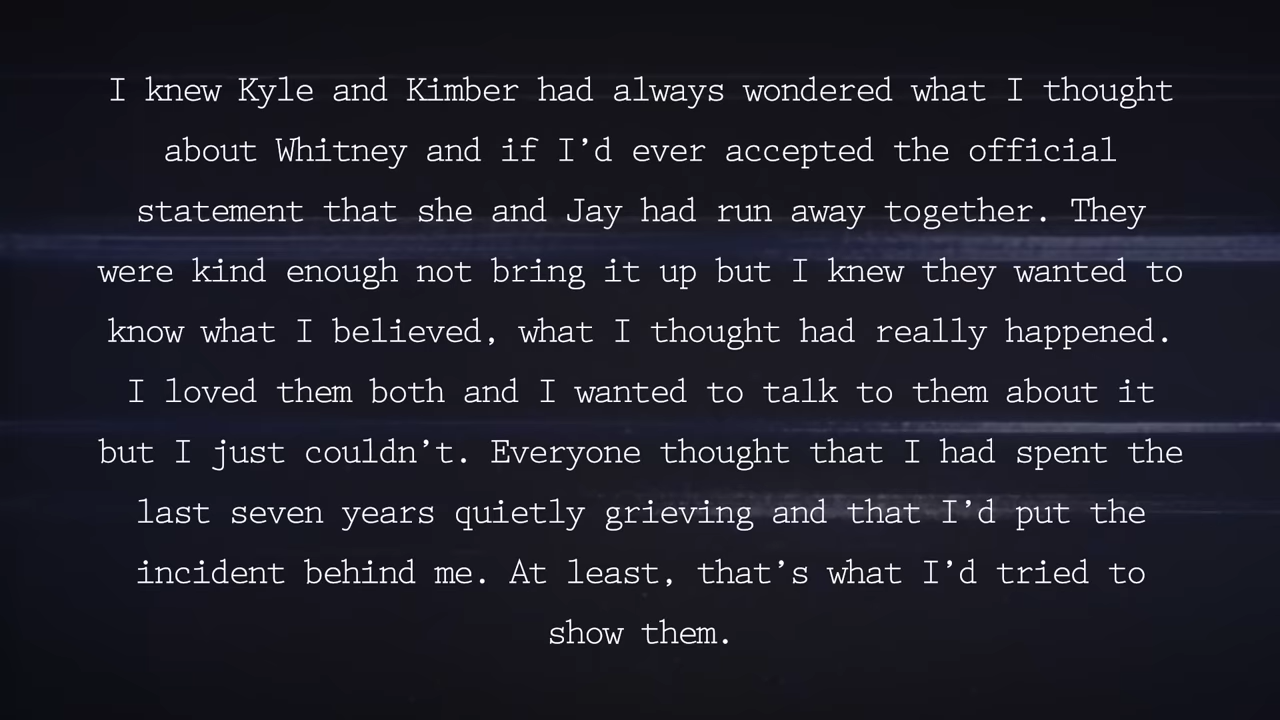 I knew Kyle and Kimber had always wondered what I thought
about Whitney and if I’d ever accepted the official
statement that she and Jay had run away together. They
were kind enough not bring it up but I knew they wanted to
know what I believed, what I thought had really happened.
I loved them both and I wanted to talk to them about it
but I just couldn’t. Everyone thought that I had spent the
last seven years quietly grieving and that I’d put the
incident behind me. At least, that’s what I’d tried to
show them.